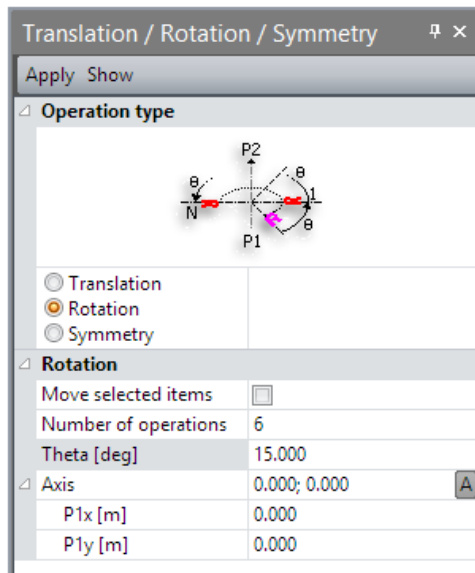 Translation / Rotation / Symmetry
Apply Show
Operation type
P2
θ θ
N 1
θ
P1
Translation
Rotation
Symmetry
Rotation
Move selected items
Number of operations 6
Theta [deg] 15.000
Axis 0.000; 0.000 A
P1x [m] 0.000
P1y [m] 0.000